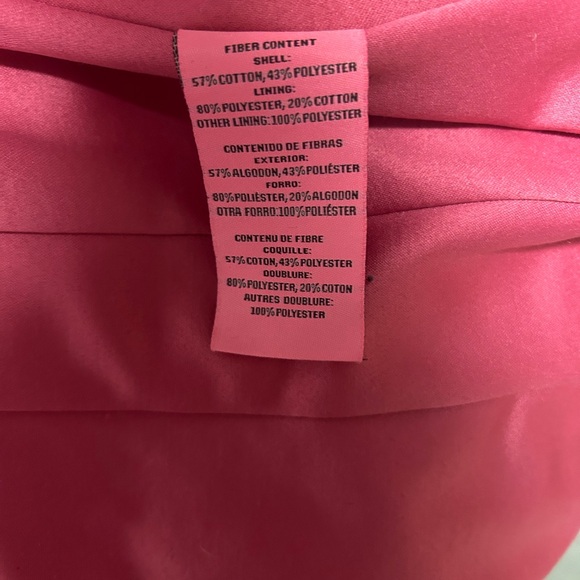 FIBER CONTENT
SHELL:
57% COTTON, 43% POLYESTER
LINING:
80% POLYESTER, 20% COTTON
OTHER LINING: 100% POLYESTER
CONTENIDO DE FIBRAS
EXTERIOR:
57% ALGODON, 43% POLIÉSTER
FORRO:
80% POLIÉSTER, 20% ALGODON
OTRA FORRO: 100% POLIÉSTER
CONTENU DE FIBRE
COQUILLE:
57% COTON, 43% POLYESTER
DOUBLURE:
80% POLYESTER, 20% COTON
AUTRES DOUBLURE:
100% POLYESTER